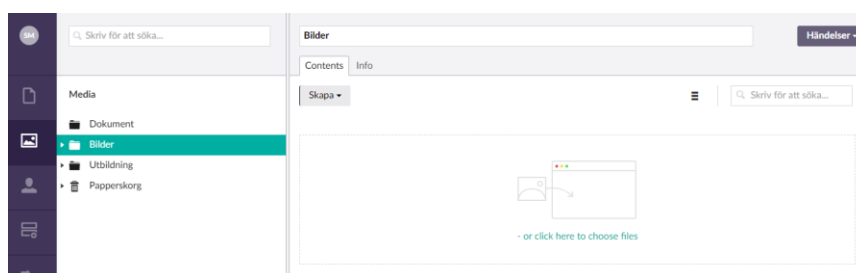 SM
Skriv för att söka...
Media
Dokument
Bilder
Utbildning
Papperskorg
Bilder
Händelser
Contents Info
Skapa
Skriv för att söka...
- or click here to choose files